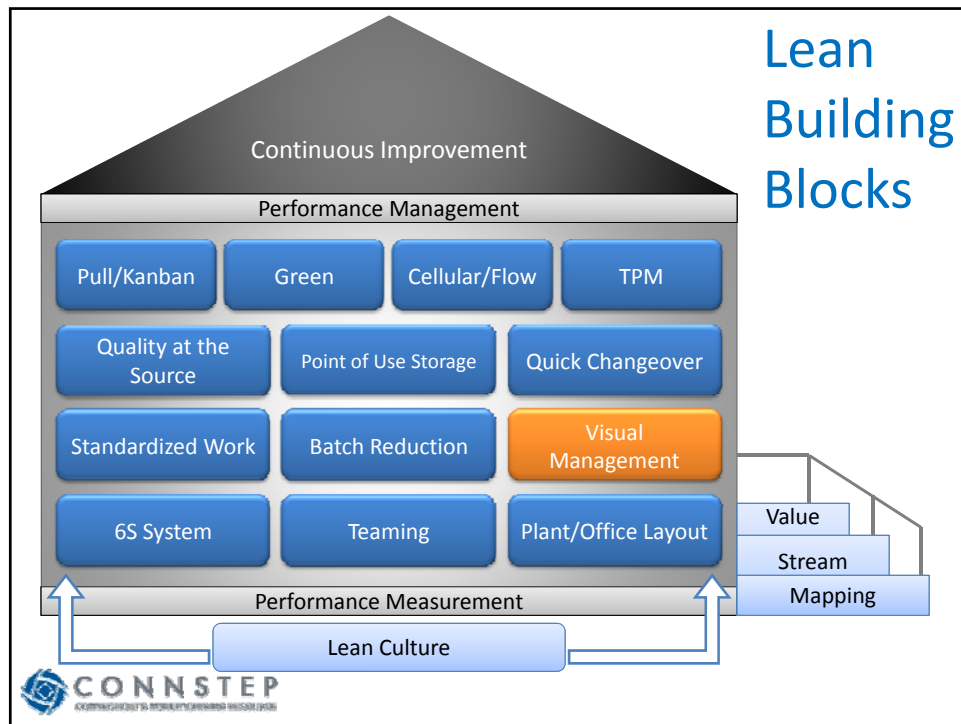 Lean
Building
Blocks
Continuous Improvement
Performance Management
Pull/Kanban
Green
Cellular/Flow
TPM
Quality at the
Source
Point of Use Storage
Quick Changeover
Standardized Work
Batch Reduction
Visual
Management
6S System
Teaming
Plant/Office Layout
Value
Stream
Mapping
Performance Measurement
Lean Culture
CONNSTEP